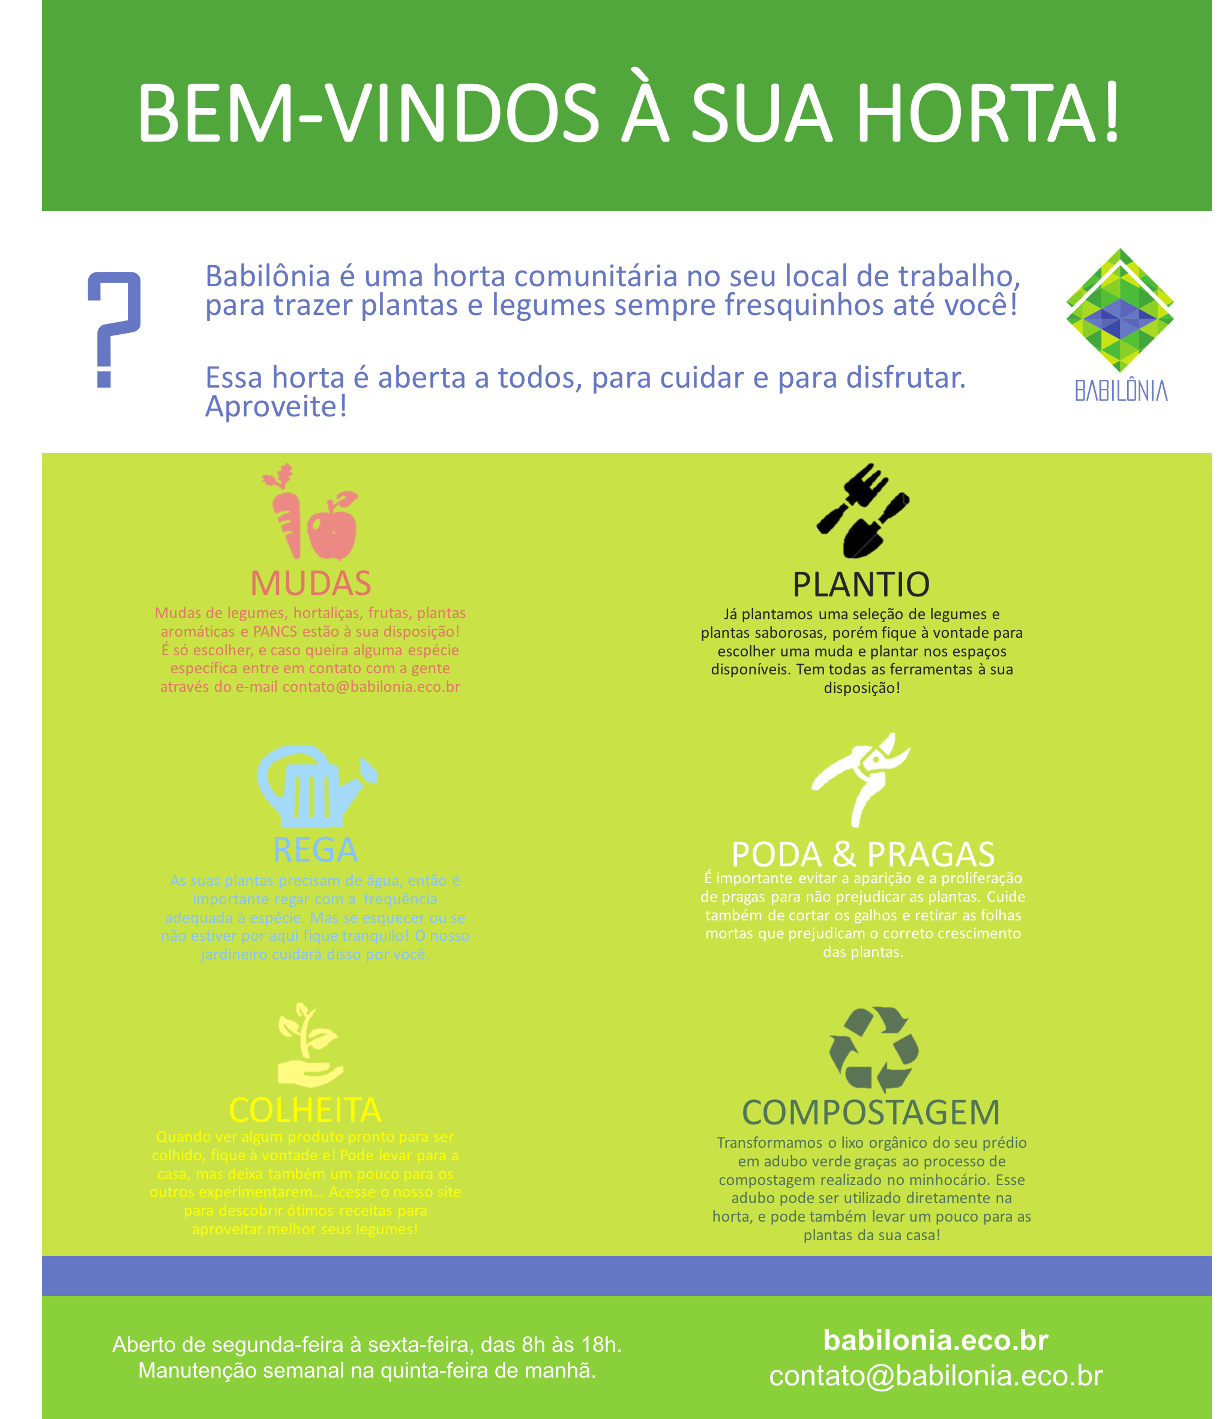 BEM-VINDOS À SUA HORTA!
?
Babilônia é uma horta comunitária no seu local de trabalho,
para trazer plantas e legumes sempre fresquinhos até você!
Essa horta é aberta a todos, para cuidar e para disfrutar.
Aproveite!
BABILÔNIA
MUDAS
Mudas de legumes, hortaliças, frutas, plantas
aromáticas e PANCS estão à sua disposição!
É só escolher, e caso queira alguma espécie
específica entre em contato com a gente
através do e-mail contato@babilonia.eco.br
PLANTIO
Já plantamos uma seleção de legumes e
plantas saborosas, porém fique à vontade para
escolher uma muda e plantar nos espaços
disponíveis. Tem todas as ferramentas à sua
disposição!
REGA
As suas plantas precisam de água, então é
importante regar com a frequência
adequada à espécie. Mas se esquecer ou se
não estiver por aqui fique tranquilo! O nosso
jardineiro cuidará disso por você.
PODA & PRAGAS
É importante evitar a aparição e a proliferação
de pragas para não prejudicar as plantas. Cuide
também de cortar os galhos e retirar as folhas
mortas que prejudicam o correto crescimento
das plantas.
COLHEITA
Quando ver algum produto pronto para ser
colhido, fique à vontade e! Pode levar para a
casa, mas deixa também um pouco para os
outros experimentarem... Acesse o nosso site
para descobrir ótimos receitas para
aproveitar melhor seus legumes!
COMPOSTAGEM
Transformamos o lixo orgânico do seu prédio
em adubo verde graças ao processo de
compostagem realizado no minhocário. Esse
adubo pode ser utilizado diretamente na
horta, e pode também levar um pouco para as
plantas da sua casa!
Aberto de segunda-feira à sexta-feira, das 8h às 18h.
Manutenção semanal na quinta-feira de manhã.
babilonia.eco.br
contato@babilonia.eco.br